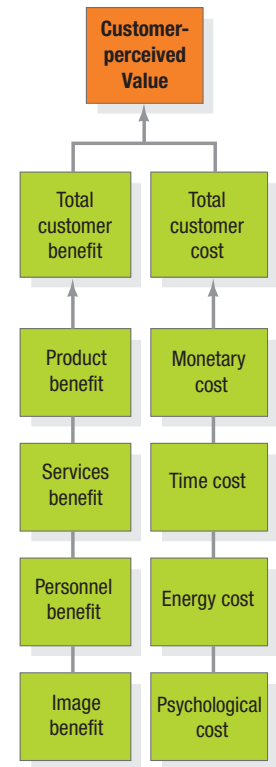 Customer-
perceived
Value
Total
customer
benefit
Total
customer
cost
Product
benefit
Monetary
cost
Services
benefit
Time cost
Personnel
benefit
Energy cost
Image
benefit
Psychological
cost